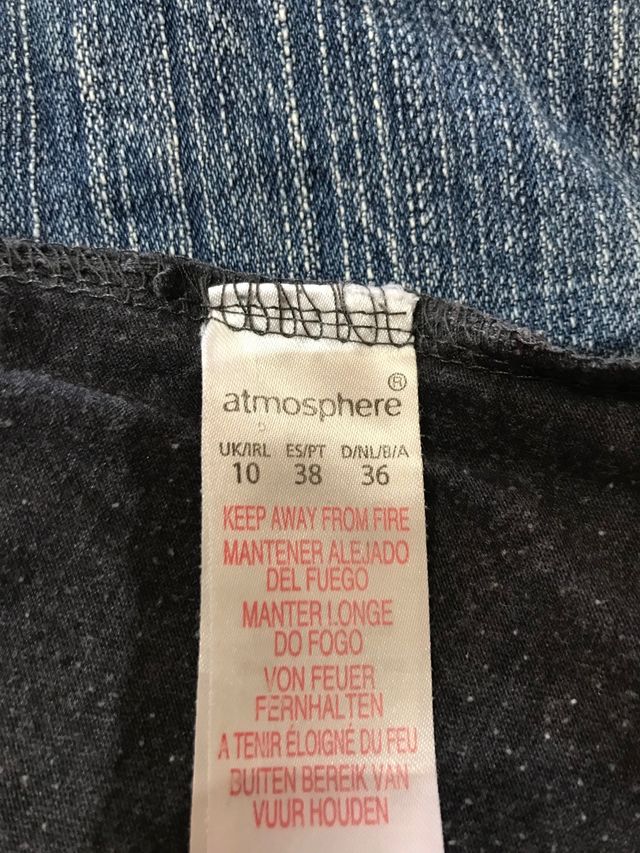 atmosphere®
UK/IRL ES/PT D/NL/B/A
10 38 36
KEEP AWAY FROM FIRE
MANTENER ALEJADO
DEL FUEGO
MANTER LONGE
DO FOGO
VON FEUER
FERNHALTEN
A TENIR ÉLOIGNÉ DU FEU
BUITEN BEREIK VAN
VUUR HOUDEN